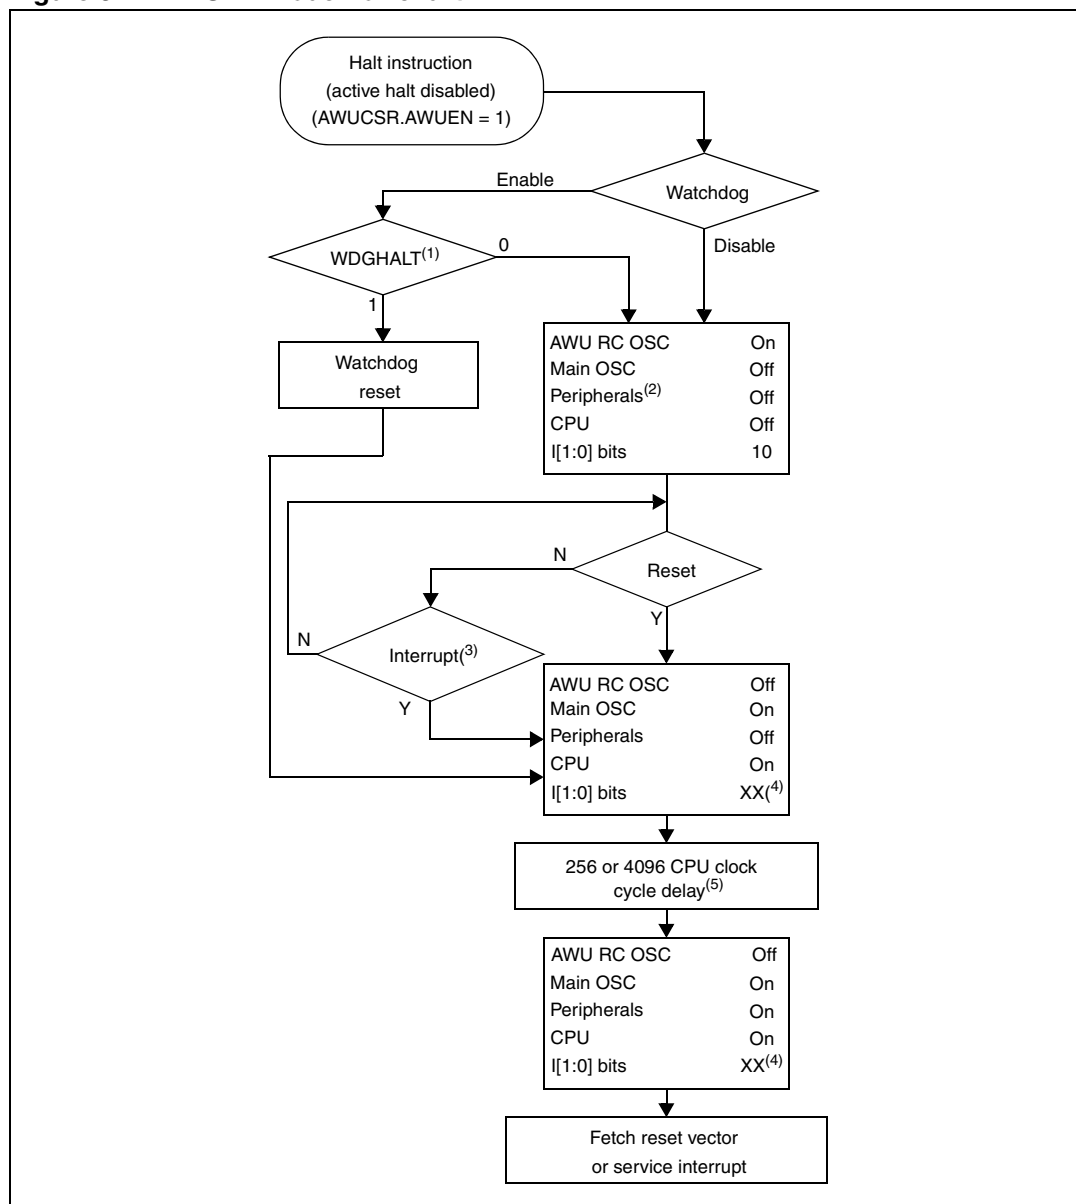 Halt instruction
(active halt disabled)
(AWUCSR.AWUEN = 1)
Enable
Watchdog
WDGHALT(1)
0
Disable
1
AWU RC OSC On
Main OSC Off
Peripherals(2) Off
CPU Off
I[1:0] bits 10
Watchdog
reset
N
Reset
Y
N
Interrupt(3)
Y
AWU RC OSC Off
Main OSC On
Peripherals Off
CPU On
I[1:0] bits XX(4)
256 or 4096 CPU clock
cycle delay(5)
AWU RC OSC Off
Main OSC On
Peripherals On
CPU On
I[1:0] bits XX(4)
Fetch reset vector
or service interrupt